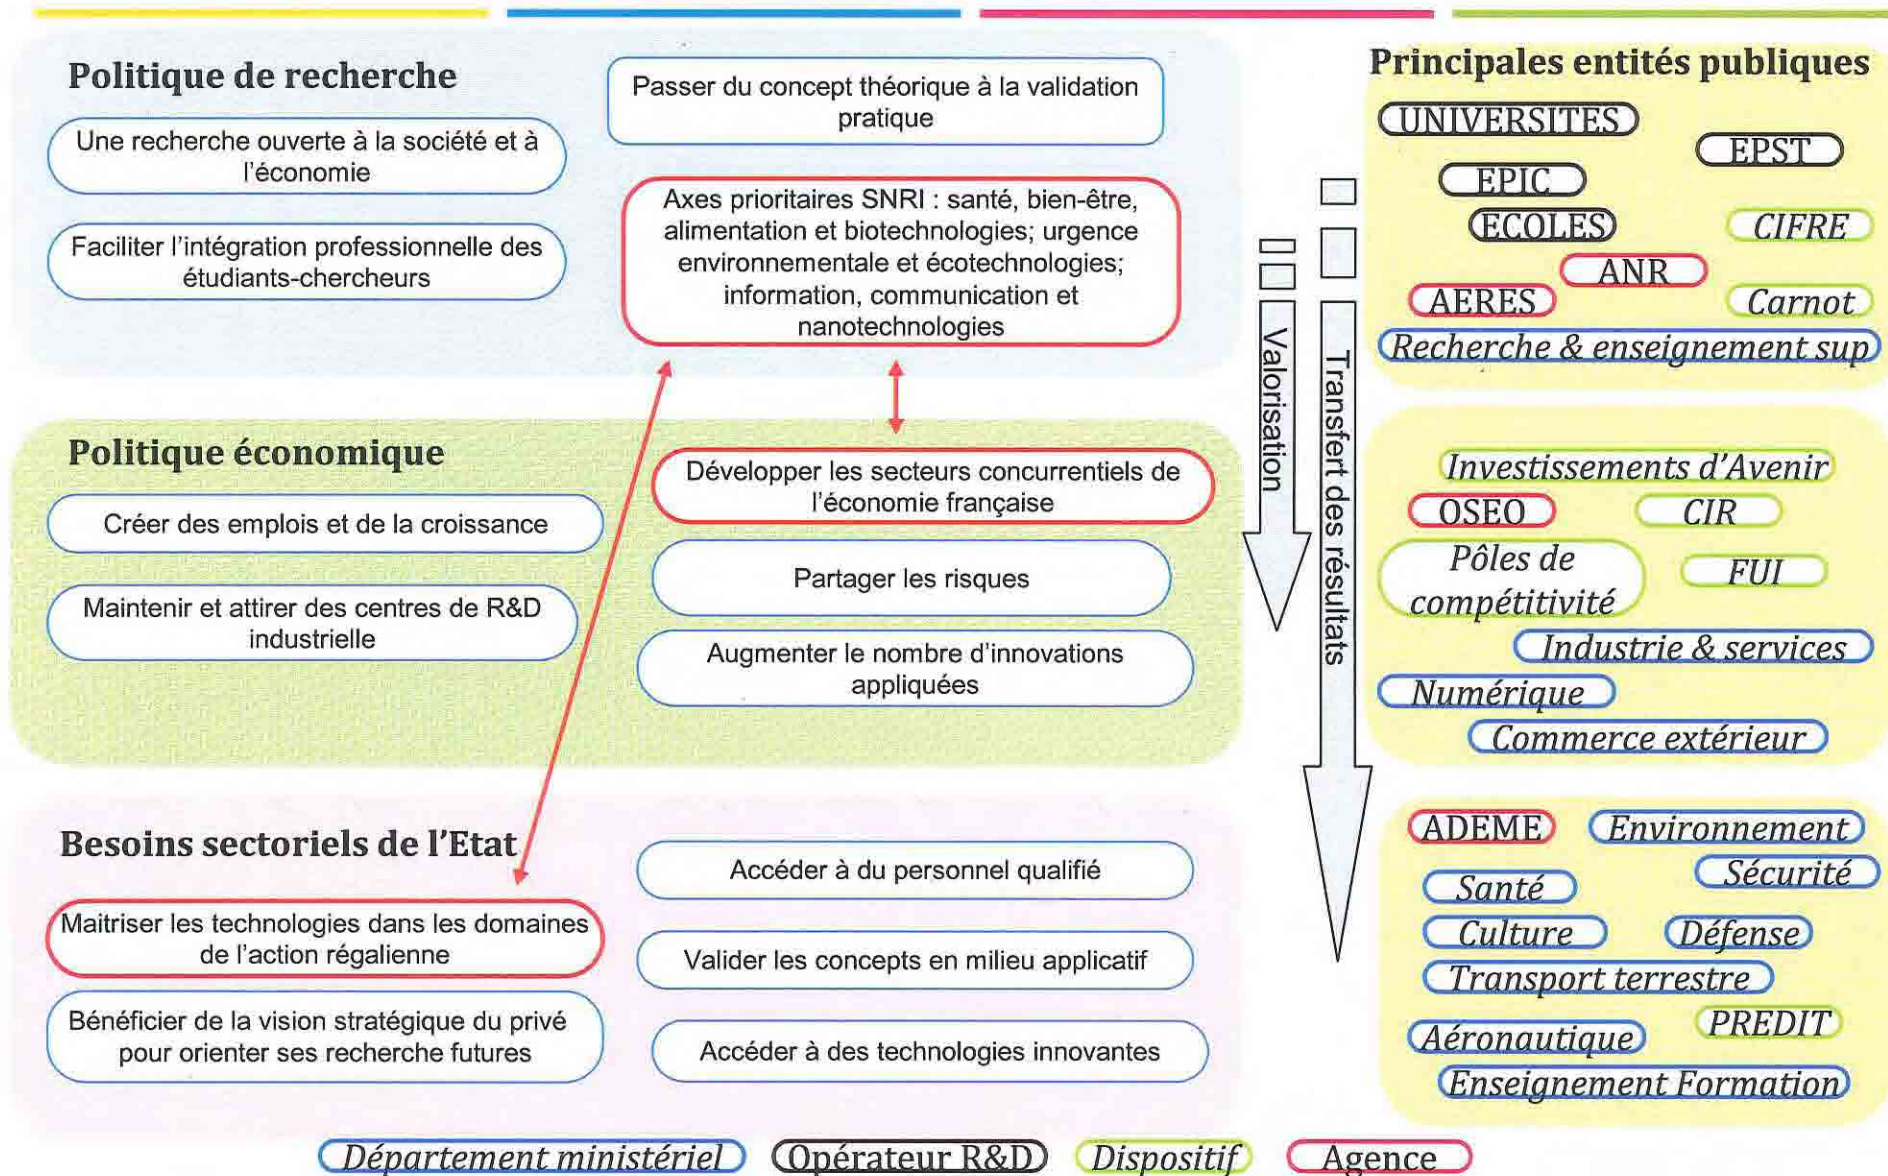 Politique de recherche
Une recherche ouverte à la société et à
l'économie
Faciliter l'intégration professionnelle des
étudiants-chercheurs
Passer du concept théorique à la validation
pratique
Axes prioritaires SNRI : santé, bien-être,
alimentation et biotechnologies; urgence
environnementale et écotechnologies;
information, communication et
nanotechnologies
Politique économique
Créer des emplois et de la croissance
Maintenir et attirer des centres de R&D
industrielle
Développer les secteurs concurrentiels de
l'économie française
Partager les risques
Augmenter le nombre d'innovations
appliquées
Besoins sectoriels de l'Etat
Maitriser les technologies dans les domaines
de l'action régalienne
Bénéficier de la vision stratégique du privé
pour orienter ses recherche futures
Accéder à du personnel qualifié
Valider les concepts en milieu applicatif
Accéder à des technologies innovantes
Valorisation
Transfert des résultats
Principales entités publiques
UNIVERSITES
EPST
EPIC
ECOLES
CIFRE
ANR
AERES
Carnot
Recherche & enseignement sup
Investissements d'Avenir
OSEO
CIR
Pôles de
compétitivité
FUI
Industrie & services
Numérique
Commerce extérieur
ADEME
Environnement
Sécurité
Santé
Culture
Défense
Transport terrestre
PREDIT
Aéronautique
Enseignement Formation
Département ministériel
Opérateur R&D
Dispositif
Agence